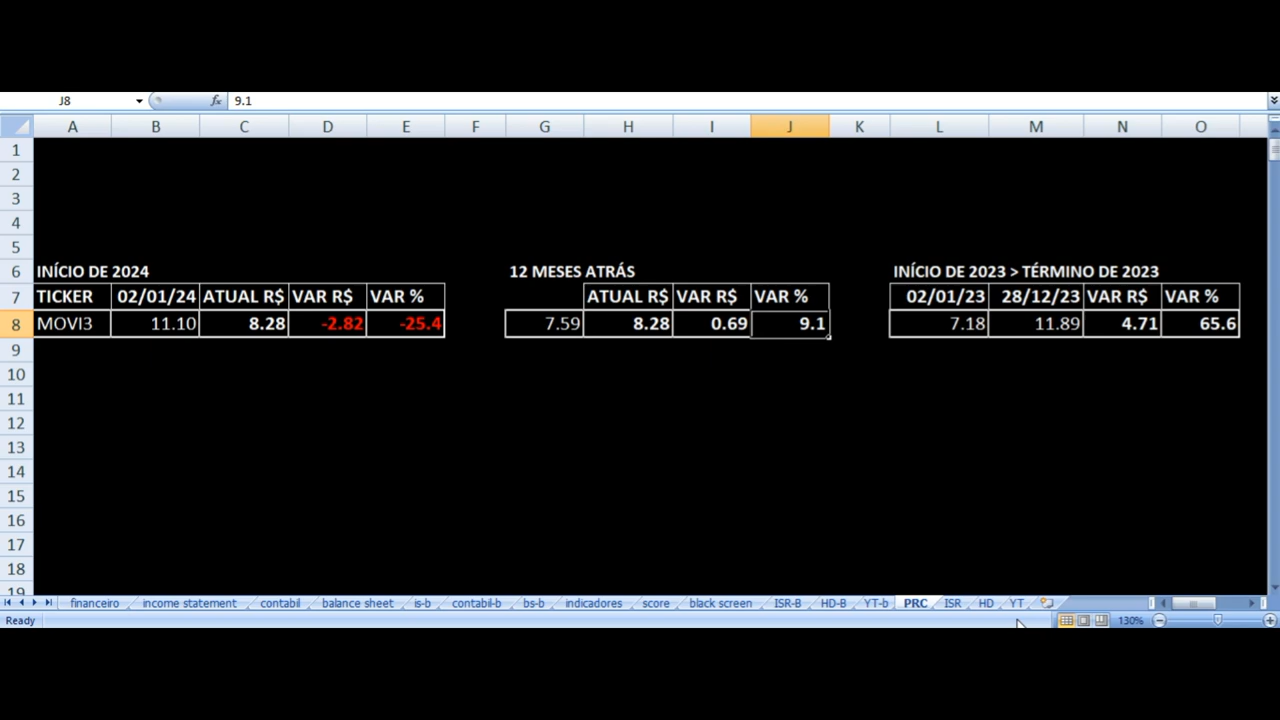 J8 fx 9.1
A B C D E F G H I J K L M N O
1
2
3
4
5
6 INÍCIO DE 2024 12 MESES ATRÁS INÍCIO DE 2023 > TÉRMINO DE 2023
7 TICKER 02/01/24 ATUAL R$ VAR R$ VAR % ATUAL R$ VAR R$ VAR % 02/01/23 28/12/23 VAR R$ VAR %
8 MOVI3 11.10 8.28 -2.82 -25.4 7.59 8.28 0.69 9.1 7.18 11.89 4.71 65.6
9
10
11
12
13
14
15
16
17
18
19
financeiro income statement contabil balance sheet is-b contabil-b bs-b indicadores score black screen ISR-B HD-B YT-b PRC ISR HD YT
Ready 130%